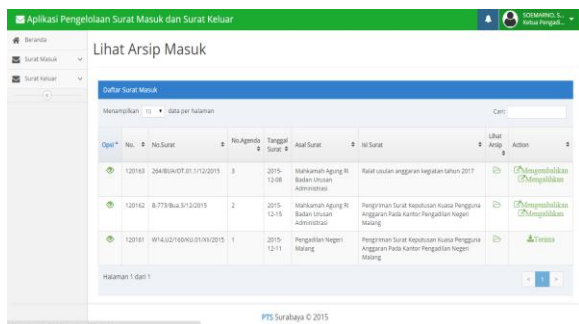 Aplikasi Pengelolaan Surat Masuk dan Surat Keluar
SOEMARNO, S...
Ketua Pengadi...
Beranda
Surat Masuk
Surat Keluar
Lihat Arsip Masuk
Daftar Surat Masuk
Menampilkan 10 data per halaman
Cari:
Opsi No. No.Surat No.Agenda Tanggal Surat Asal Surat Isi Surat Lihat Arsip Action
120163 264/BUA/OT.01.1/12/2015 3 2015-12-08 Mahkamah Agung RI Badan Urusan Administrasi Ralat usulan anggaran kegiatan tahun 2017 Mengembalikan Mengalihkan
120162 B-773/Bua.3/12/2015 2 2015-12-15 Mahkamah Agung RI Badan Urusan Administrasi Pengiriman Surat Keputusan Kuasa Pengguna Anggaran Pada Kantor Pengadilan Negeri Malang Mengembalikan Mengalihkan
120161 W14.U2/160/KU.01/XII/2015 1 2015-12-11 Pengadilan Negeri Malang Pengiriman Surat Keputusan Kuasa Pengguna Anggaran Pada Kantor Pengadilan Negeri Malang Terima
Halaman 1 dari 1
1
PTS Surabaya © 2015